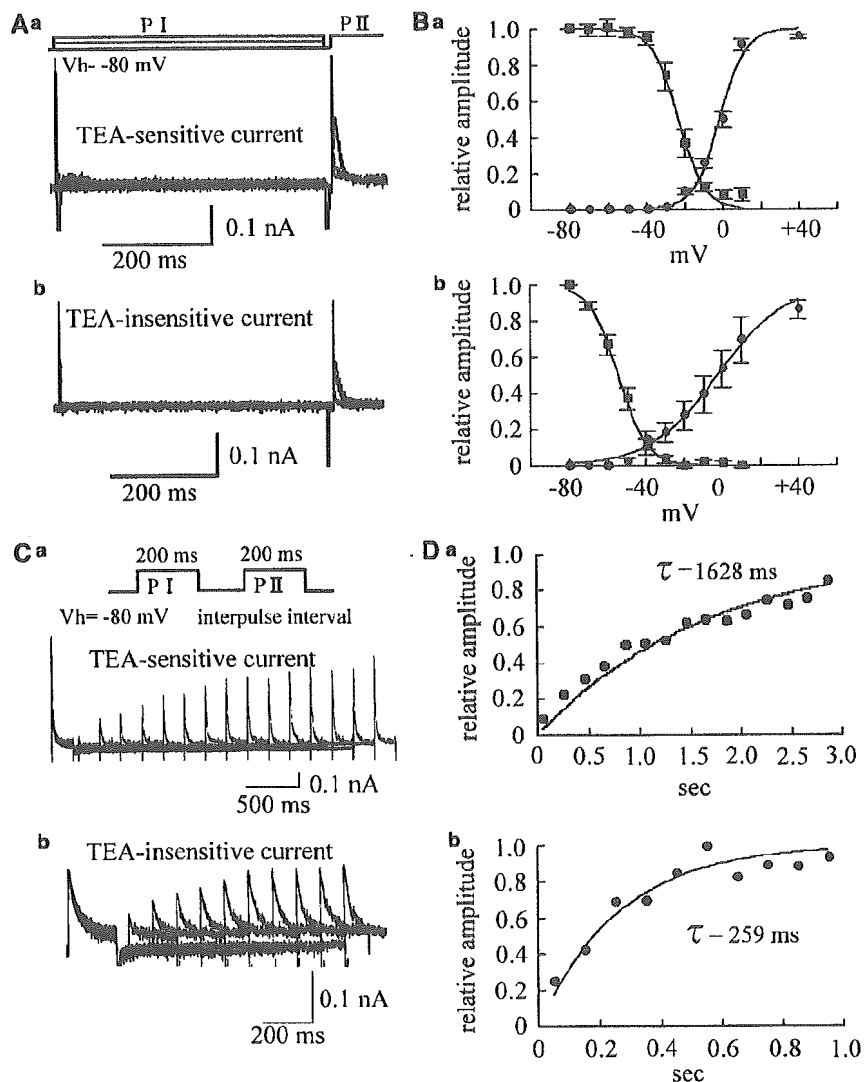 A a
P I
P II
Vh- -80 mV
TEA-sensitive current
0.1 nA
200 ms
b
TEA-insensitive current
0.1 nA
200 ms
B a
relative amplitude
1.0
0.8
0.6
0.4
0.2
0
-80
-40
0
+40
mV
b
relative amplitude
1.0
0.8
0.6
0.4
0.2
0
-80
-40
0
+40
mV
C a
200 ms
200 ms
P I
P II
Vh= -80 mV
interpulse interval
TEA-sensitive current
0.1 nA
500 ms
b
TEA-insensitive current
0.1 nA
200 ms
D a
relative amplitude
1.0
0.8
0.6
0.4
0.2
0
τ -1628 ms
0.0
0.5
1.0
1.5
2.0
2.5
3.0
sec
b
relative amplitude
1.0
0.8
0.6
0.4
0.2
0
τ -259 ms
0
0.2
0.4
0.6
0.8
1.0
sec